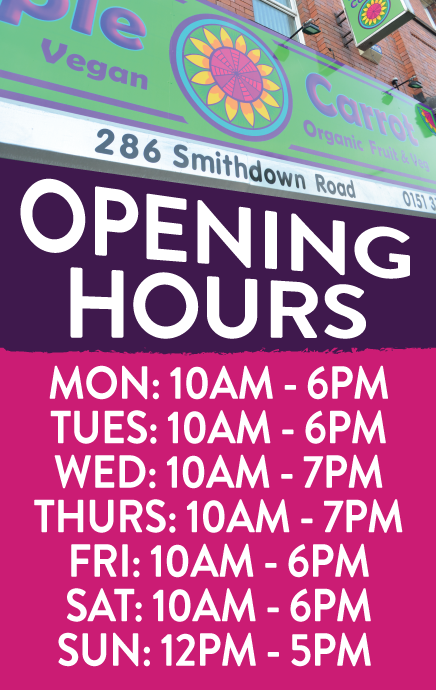 ple
Vegan
Carrot
Organic Fruit & Veg
286 Smithdown Road
0151 3
OPENING
HOURS
MON: 10AM - 6PM
TUES: 10AM - 6PM
WED: 10AM - 7PM
THURS: 10AM - 7PM
FRI: 10AM - 6PM
SAT: 10AM - 6PM
SUN: 12PM - 5PM